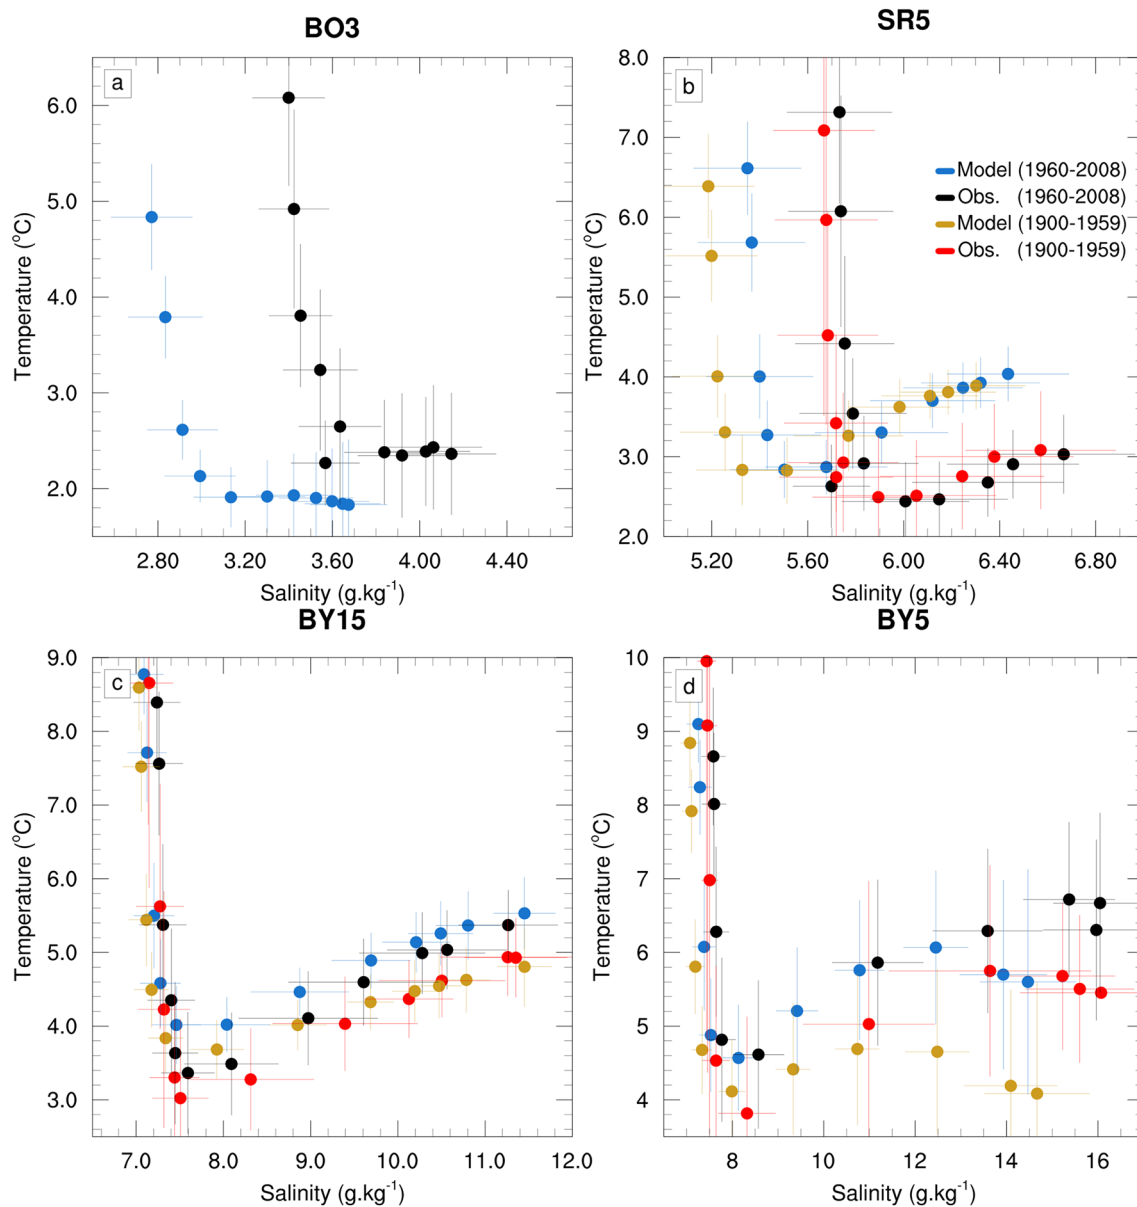 BO3
a
6.0
5.0
4.0
3.0
2.0
Temperature (°C)
2.80 3.20 3.60 4.00 4.40
Salinity (g.kg⁻¹)
SR5
b
8.0
7.0
6.0
5.0
4.0
3.0
2.0
Temperature (°C)
Model (1960-2008)
Obs. (1960-2008)
Model (1900-1959)
Obs. (1900-1959)
5.20 5.60 6.00 6.40 6.80
Salinity (g.kg⁻¹)
BY15
c
9.0
8.0
7.0
6.0
5.0
4.0
3.0
Temperature (°C)
7.0 8.0 9.0 10.0 11.0 12.0
Salinity (g.kg⁻¹)
BY5
d
10
9
8
7
6
5
4
Temperature (°C)
8 10 12 14 16
Salinity (g.kg⁻¹)